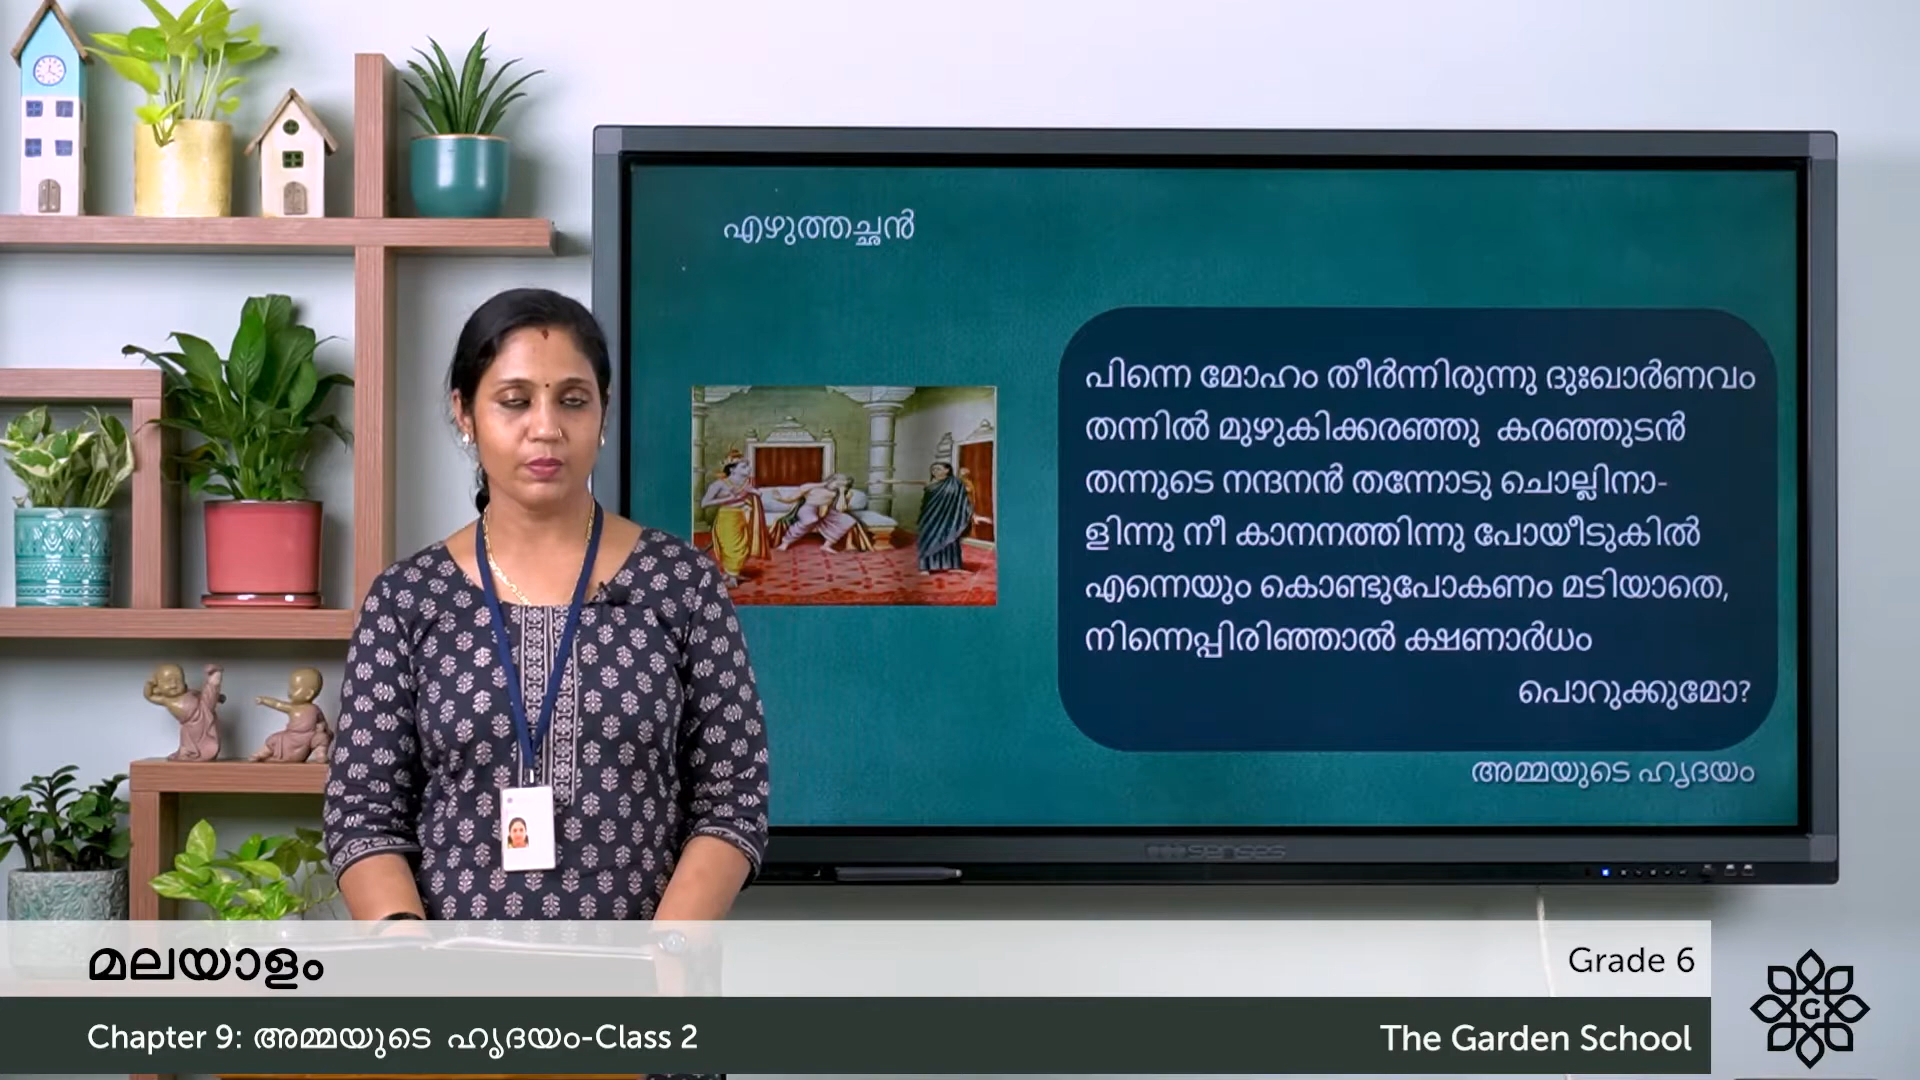 എഴുത്തച്ഛൻ
പിന്നെ മോഹം തീർന്നിരുന്നു ദുഃഖാർണവം
തന്നിൽ മുഴുകിക്കരഞ്ഞു കരഞ്ഞുടൻ
തന്നുടെ നന്ദനൻ തന്നോടു ചൊല്ലിനാ-
ളിന്നു നീ കാനനത്തിന്നു പോയീടുകിൽ
എന്നെയും കൊണ്ടുപോകണം മടിയാതെ,
നിന്നെപ്പിരിഞ്ഞാൽ ക്ഷണാർധം
പൊറുക്കുമോ?
അമ്മയുടെ ഹൃദയം
മലയാളം
Grade 6
Chapter 9: അമ്മയുടെ ഹൃദയം-Class 2
The Garden School
G